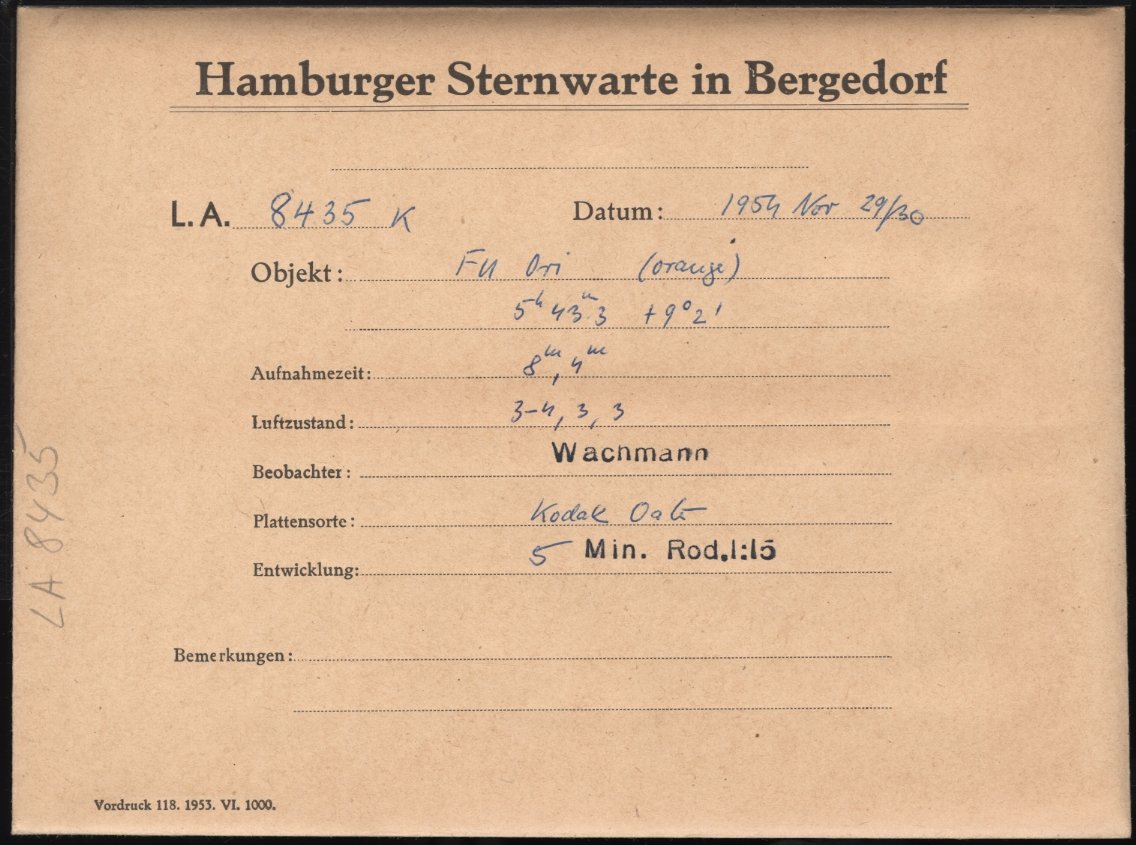 Hamburger Sternwarte in Bergedorf
L. A. 8435 K Datum: 1954 Nov 29/30
Objekt: FU Ori (orange)
5ʰ 43ᵐ3 +9°2'
Aufnahmezeit: 8ᵐ, 4ᵐ
Luftzustand: 3-4, 3, 3
Beobachter: Wachmann
Plattensorte: Kodak OaE
Entwicklung: 5 Min. Rod.1:15
Bemerkungen:
Vordruck 118. 1953. VI. 1000.
LA 8435